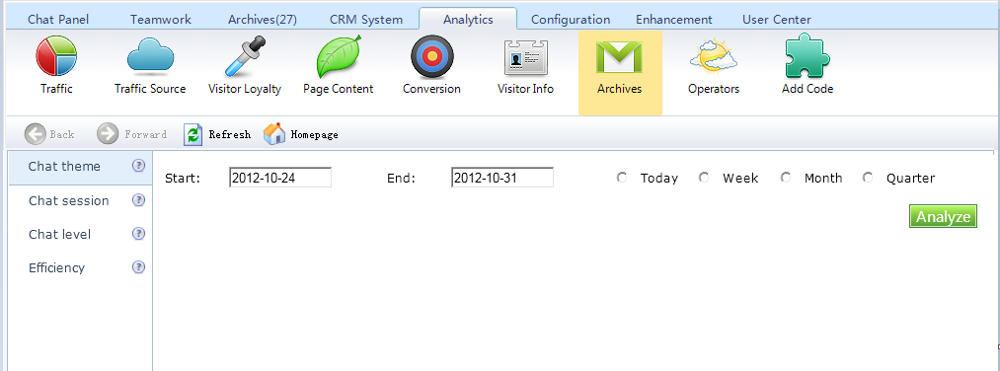 Chat Panel Teamwork Archives(27) CRM System Analytics Configuration Enhancement User Center
Traffic Traffic Source Visitor Loyalty Page Content Conversion Visitor Info Archives Operators Add Code
Back Forward Refresh Homepage
Chat theme ?
Start: 2012-10-24 End: 2012-10-31 Today Week Month Quarter
Chat session ?
Analyze
Chat level ?
Efficiency ?